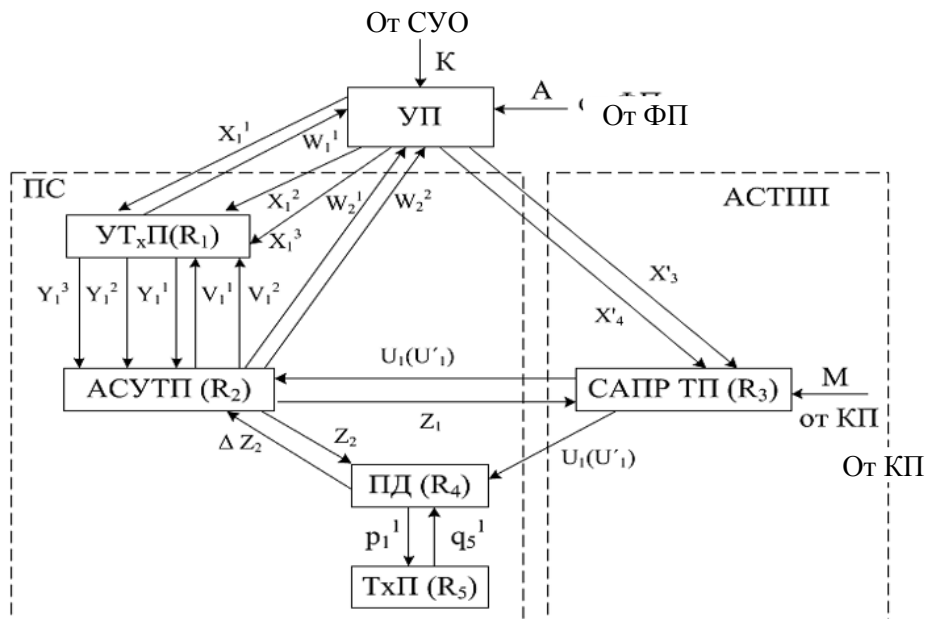 От СУО
К
УП
А
От ФП
X₁¹
W₁¹
ПС
X₁²
W₂¹
W₂²
АСТПП
УТₓП(R₁)
X₁³
X'₃
Y₁³ Y₁² Y₁¹ V₁¹ V₁²
X'₄
U₁(U´₁)
АСУТП (R₂)
САПР ТП (R₃)
М
Z₁
от КП
Δ Z₂
Z₂
U₁(U´₁)
От КП
ПД (R₄)
p₁¹ q₅¹
ТхП (R₅)